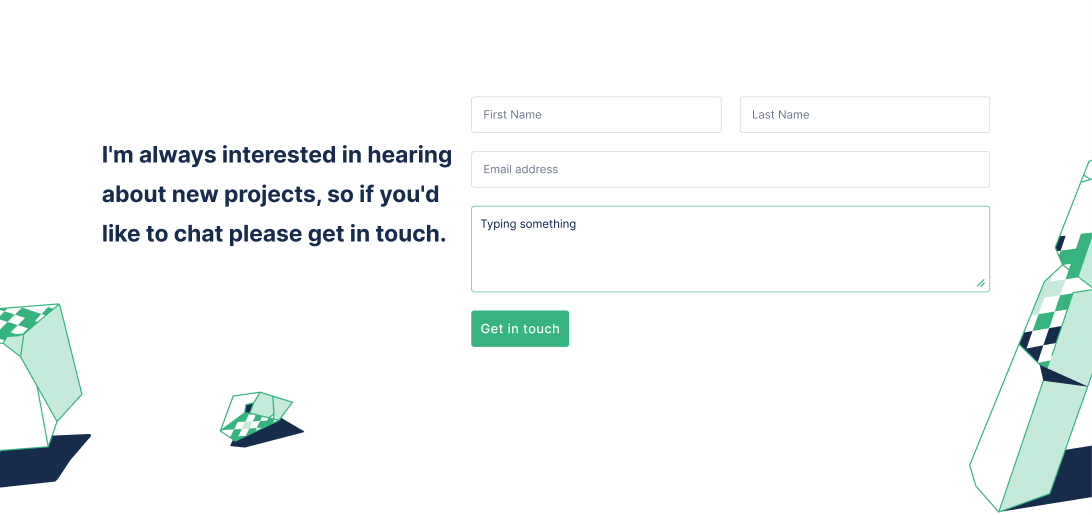 I'm always interested in hearing
about new projects, so if you'd
like to chat please get in touch.
First Name
Last Name
Email address
Typing something
Get in touch